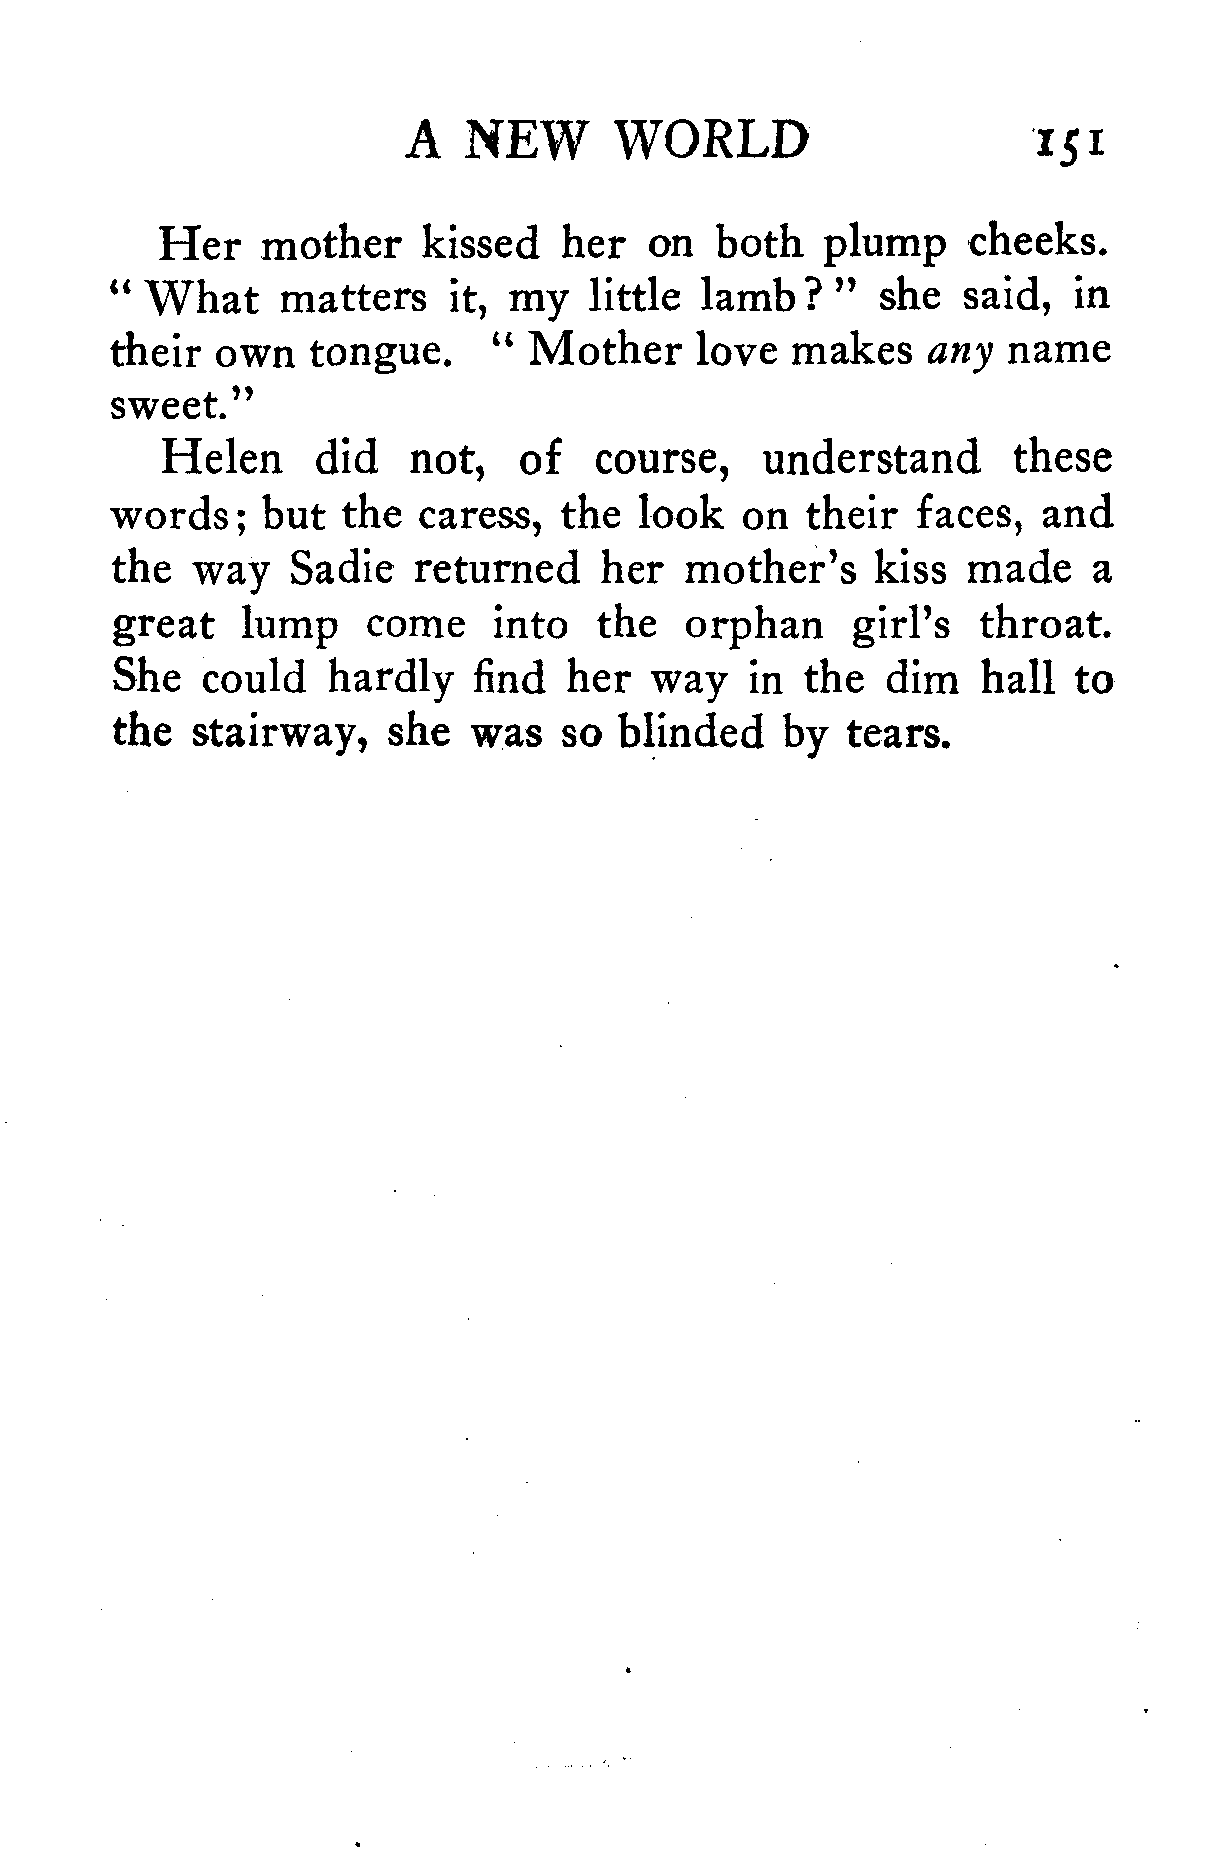 A NEW WORLD 151
Her mother kissed her on both plump cheeks.
" What matters it, my little lamb ? " she said, in
their own tongue. " Mother love makes any name
sweet."
Helen did not, of course, understand these
words ; but the caress, the look on their faces, and
the way Sadie returned her mother's kiss made a
great lump come into the orphan girl's throat.
She could hardly find her way in the dim hall to
the stairway, she was so blinded by tears.